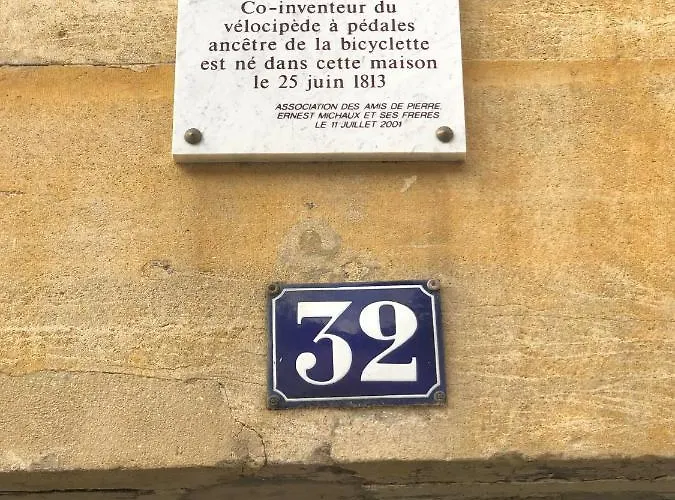 Co-inventeur du
vélocipède à pédales
ancêtre de la bicyclette
est né dans cette maison
le 25 juin 1813
ASSOCIATION DES AMIS DE PIERRE,
ERNEST MICHAUX ET SES FRERES
LE 11 JUILLET 2001
32